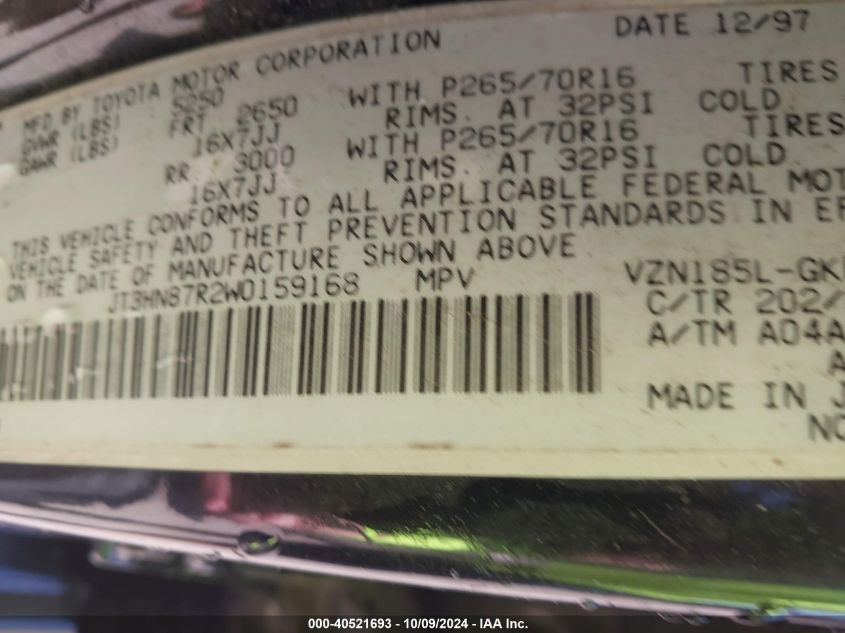 MFD BY TOYOTA MOTOR CORPORATION DATE 12/97
GVWR (LBS) 5250
GAWR (LBS) FRT 2650 WITH P265/70R16 TIRES
16X7JJ RIMS. AT 32PSI COLD.
RR 3000 WITH P265/70R16 TIRES
16X7JJ RIMS. AT 32PSI COLD
THIS VEHICLE CONFORMS TO ALL APPLICABLE FEDERAL MOT
VEHICLE SAFETY AND THEFT PREVENTION STANDARDS IN EF
ON THE DATE OF MANUFACTURE SHOWN ABOVE
JT3HN87R2W0159168 MPV VZN185L-GK
C/TR 202/
A/TM A04A
A
MADE IN J
NO
000-40521693 - 10/09/2024 - IAA Inc.